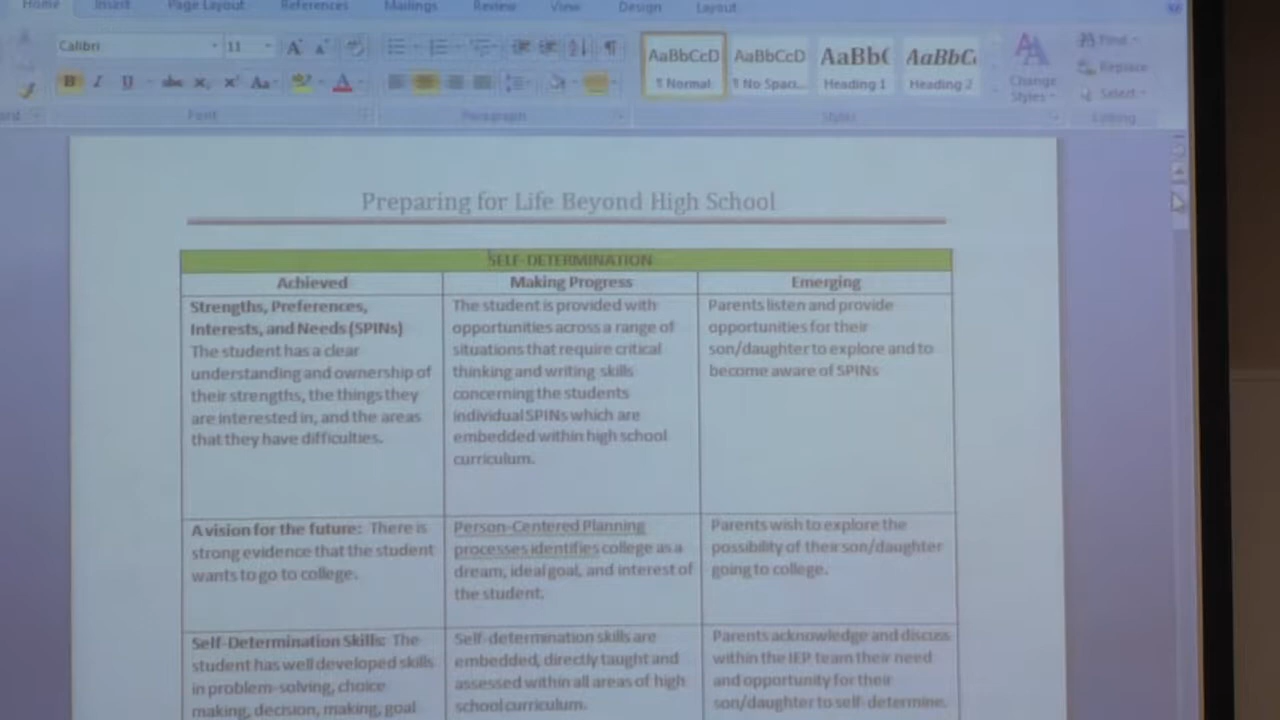 Home Insert Page Layout References Mailings Review View Design Layout
Calibri 11
AaBbCcD AaBbCcD AaBb( AaBbCc
¶ Normal ¶ No Spaci... Heading 1 Heading 2
Change Styles
Find
Replace
Select
Font Paragraph Styles Editing
Preparing for Life Beyond High School
SELF-DETERMINATION
Achieved Making Progress Emerging
Strengths, Preferences,
Interests, and Needs (SPINs)
The student has a clear
understanding and ownership of
their strengths, the things they
are interested in, and the areas
that they have difficulties.
The student is provided with
opportunities across a range of
situations that require critical
thinking and writing skills
concerning the students
individual SPINs which are
embedded within high school
curriculum.
Parents listen and provide
opportunities for their
son/daughter to explore and to
become aware of SPINs
A vision for the future: There is
strong evidence that the student
wants to go to college.
Person-Centered Planning
processes identifies college as a
dream, ideal goal, and interest of
the student.
Parents wish to explore the
possibility of their son/daughter
going to college.
Self-Determination Skills: The
student has well developed skills
in problem-solving, choice
making, decision, making, goal
Self-determination skills are
embedded, directly taught and
assessed within all areas of high
school curriculum.
Parents acknowledge and discuss
within the IEP team their need
and opportunity for their
son/daughter to self-determine.